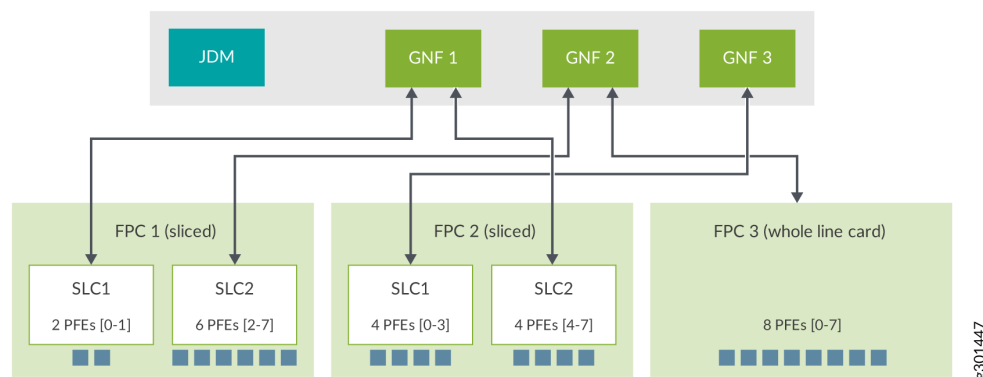 JDM
GNF 1
GNF 2
GNF 3
FPC 1 (sliced)
FPC 2 (sliced)
FPC 3 (whole line card)
SLC1
SLC2
SLC1
SLC2
2 PFEs [0-1]
6 PFEs [2-7]
4 PFEs [0-3]
4 PFEs [4-7]
8 PFEs [0-7]
g301447